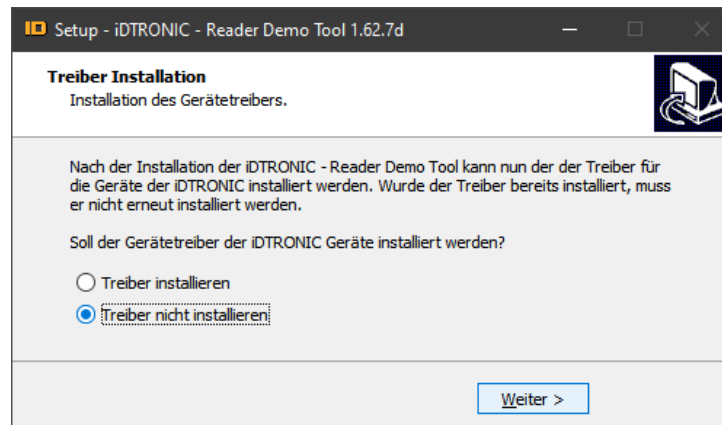 ID Setup - iDTRONIC - Reader Demo Tool 1.62.7d
Treiber Installation
Installation des Gerätetreibers.
Nach der Installation der iDTRONIC - Reader Demo Tool kann nun der der Treiber für
die Geräte der iDTRONIC installiert werden. Wurde der Treiber bereits installiert, muss
er nicht erneut installiert werden.
Soll der Gerätetreiber der iDTRONIC Geräte installiert werden?
Treiber installieren
Treiber nicht installieren
Weiter >